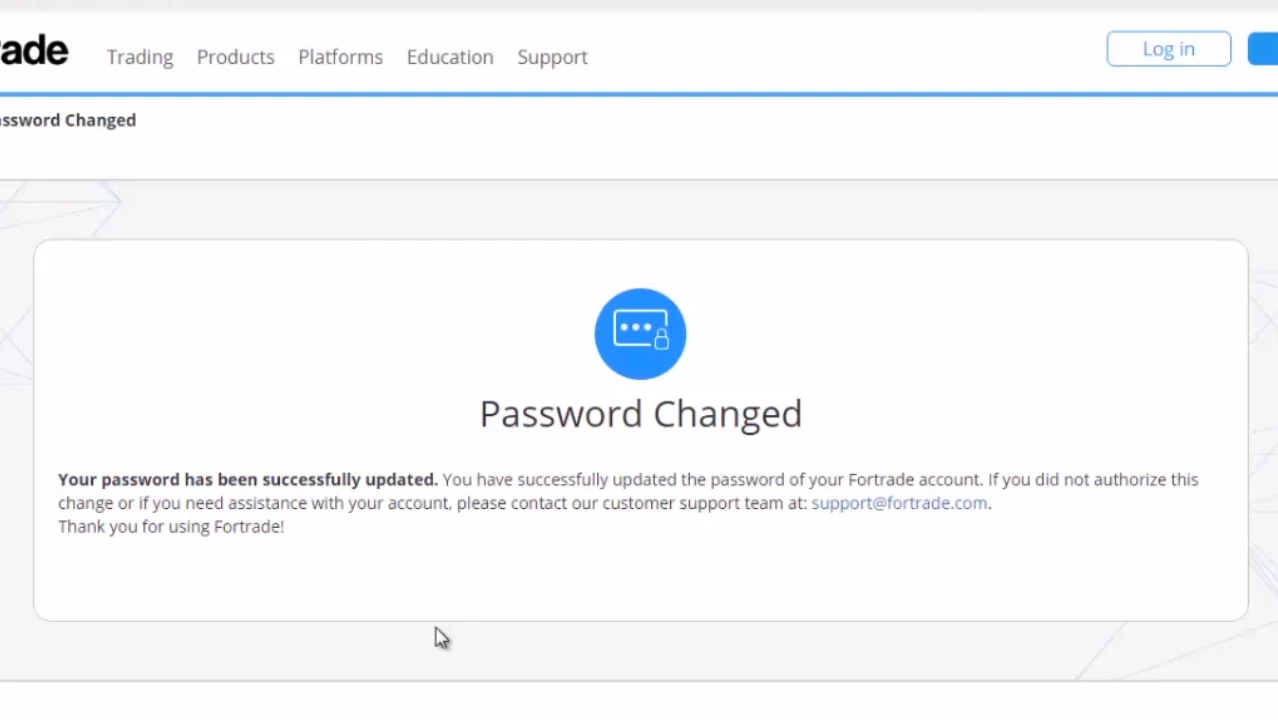 ade
Trading Products Platforms Education Support Log in
assword Changed
Password Changed
Your password has been successfully updated. You have successfully updated the password of your Fortrade account. If you did not authorize this
change or if you need assistance with your account, please contact our customer support team at: support@fortrade.com.
Thank you for using Fortrade!